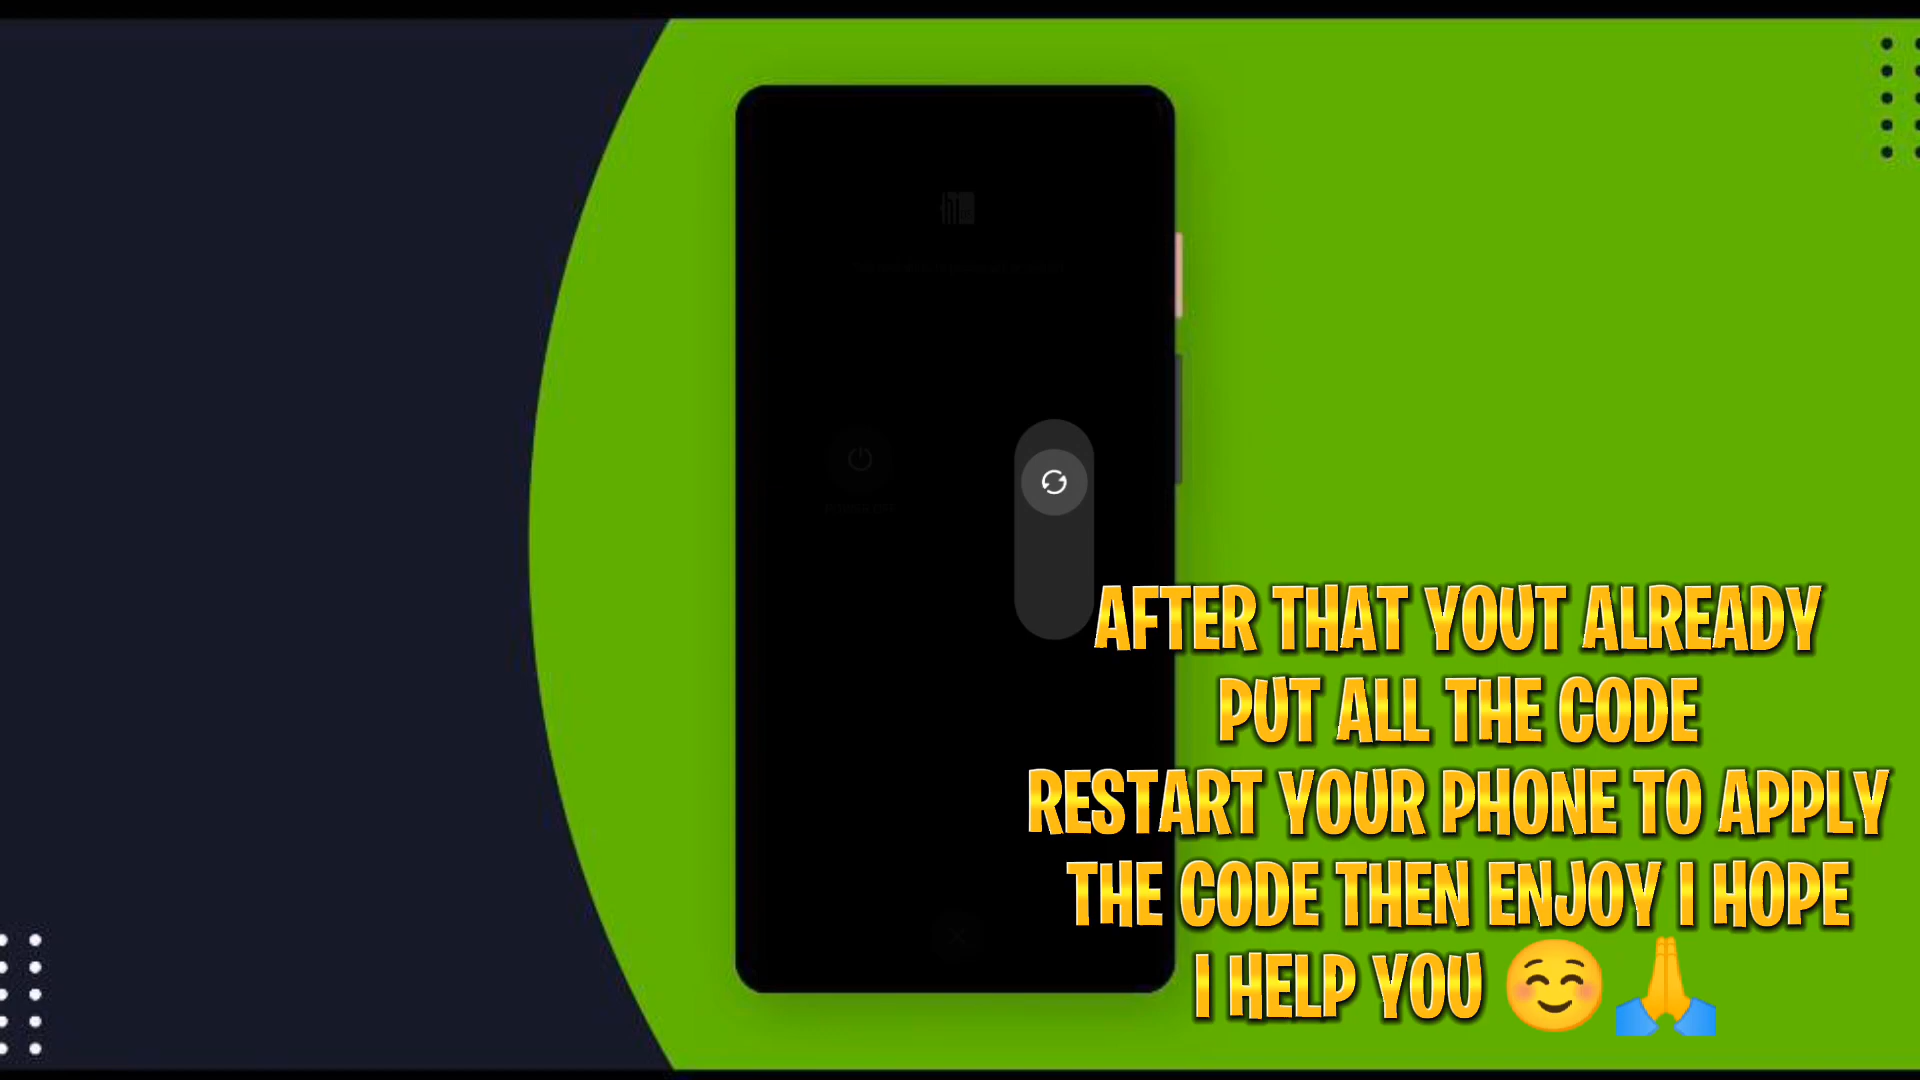 AFTER THAT YOUT ALREADY
PUT ALL THE CODE
RESTART YOUR PHONE TO APPLY
THE CODE THEN ENJOY I HOPE
I HELP YOU ☺️🙏